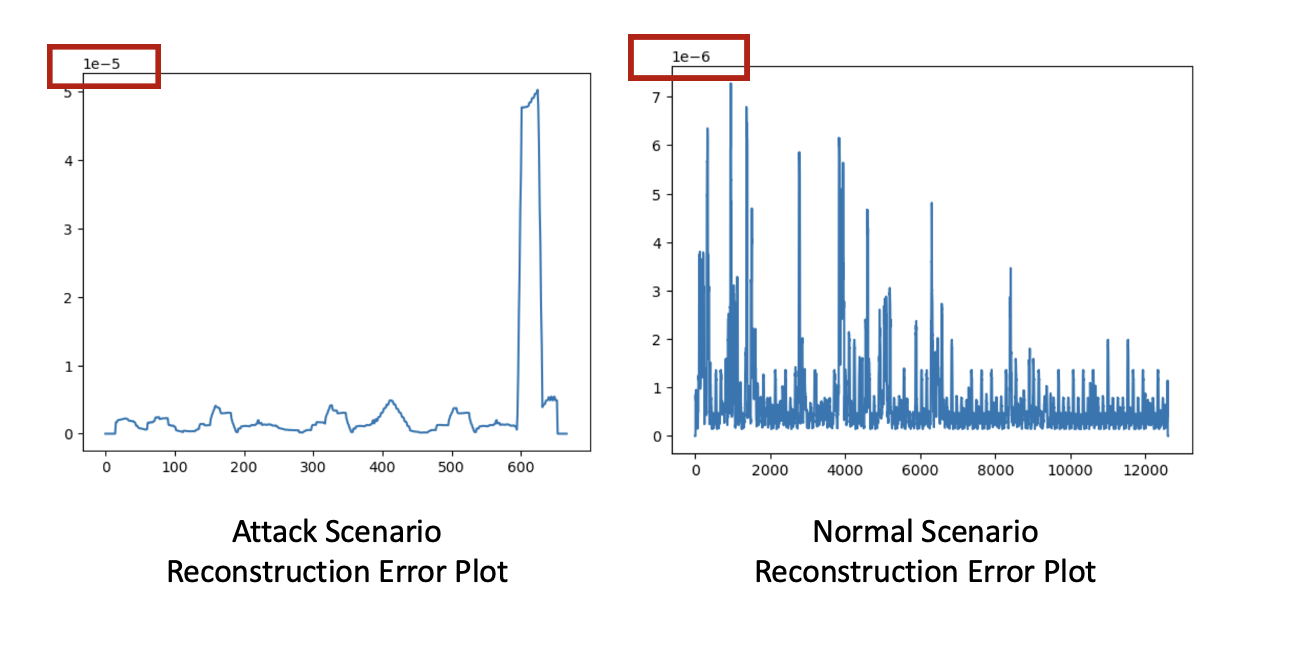 1e−5
5
4
3
2
1
0
0 100 200 300 400 500 600
Attack Scenario
Reconstruction Error Plot
1e−6
7
6
5
4
3
2
1
0
0 2000 4000 6000 8000 10000 12000
Normal Scenario
Reconstruction Error Plot